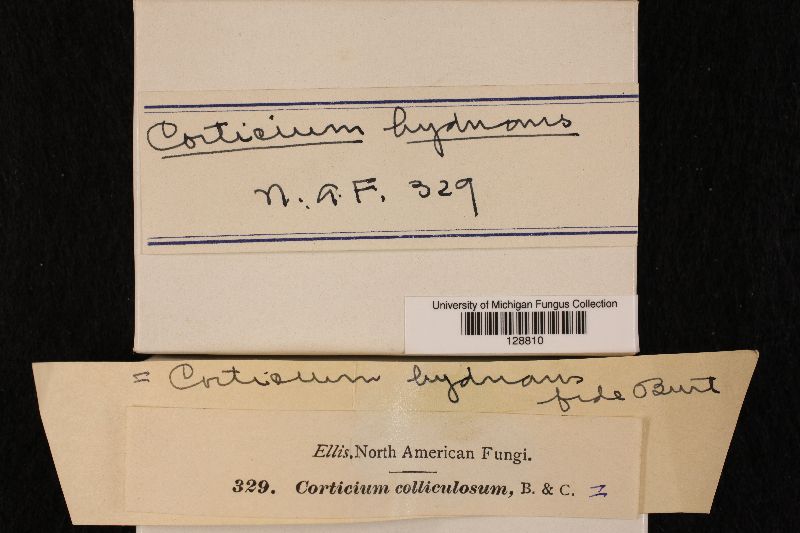 Corticium hydnans
N.A.F. 329
University of Michigan Fungus Collection
128810
= Corticium hydnans
fide Burt
Ellis, North American Fungi.
329. Corticium colliculosum, B. & C.